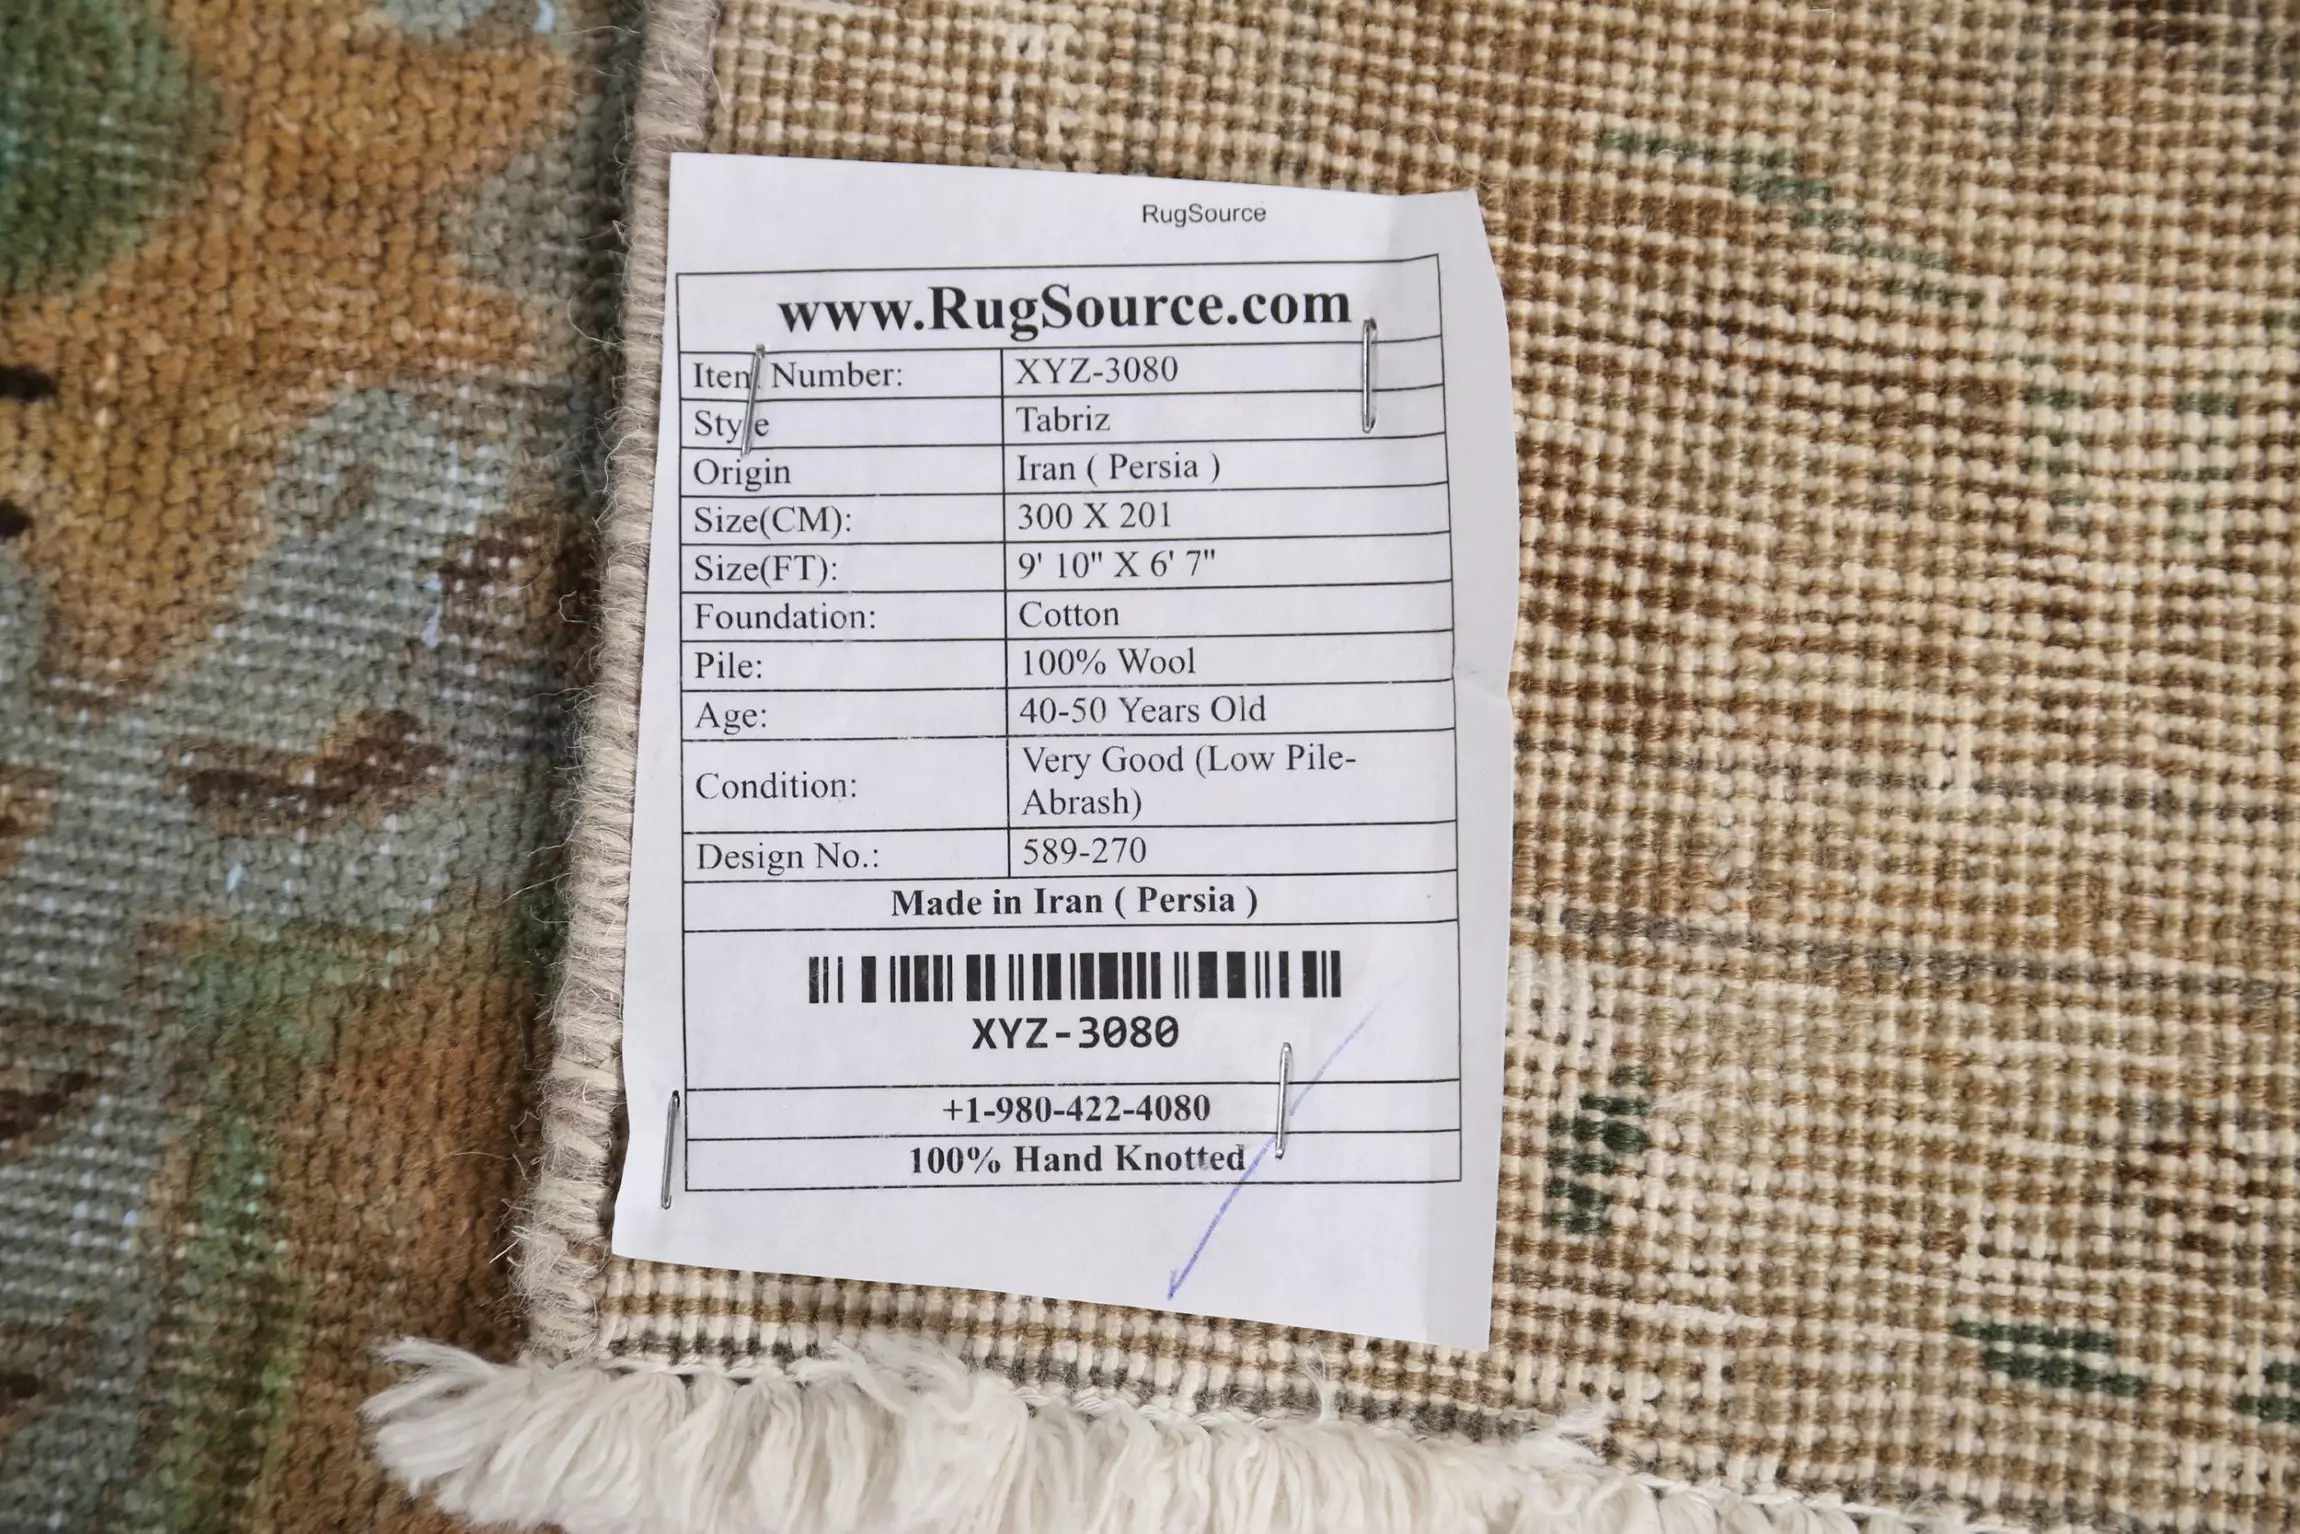 RugSource
www.RugSource.com
Item Number: XYZ-3080
Style Tabriz
Origin Iran ( Persia )
Size(CM): 300 X 201
Size(FT): 9' 10" X 6' 7"
Foundation: Cotton
Pile: 100% Wool
Age: 40-50 Years Old
Condition: Very Good (Low Pile-
Abrash)
Design No.: 589-270
Made in Iran ( Persia )
XYZ-3080
+1-980-422-4080
100% Hand Knotted